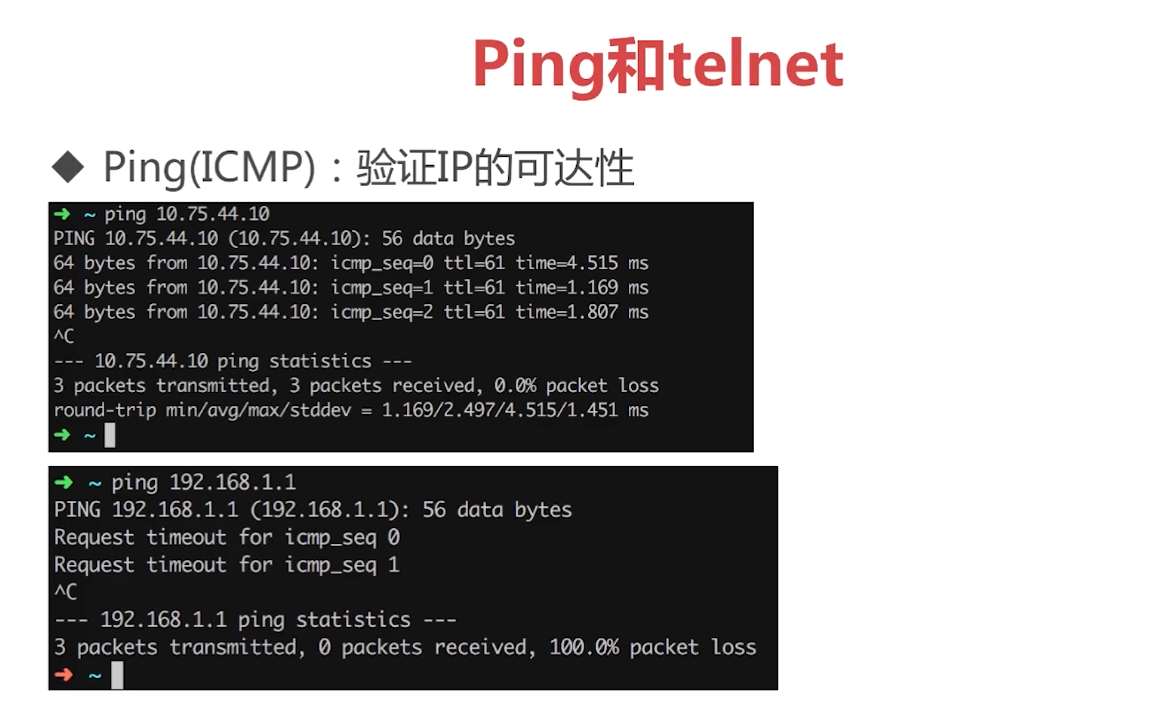 Ping和telnet
◆ Ping(ICMP)：验证IP的可达性
➜ ~ ping 10.75.44.10
PING 10.75.44.10 (10.75.44.10): 56 data bytes
64 bytes from 10.75.44.10: icmp_seq=0 ttl=61 time=4.515 ms
64 bytes from 10.75.44.10: icmp_seq=1 ttl=61 time=1.169 ms
64 bytes from 10.75.44.10: icmp_seq=2 ttl=61 time=1.807 ms
^C
--- 10.75.44.10 ping statistics ---
3 packets transmitted, 3 packets received, 0.0% packet loss
round-trip min/avg/max/stddev = 1.169/2.497/4.515/1.451 ms
➜ ~
➜ ~ ping 192.168.1.1
PING 192.168.1.1 (192.168.1.1): 56 data bytes
Request timeout for icmp_seq 0
Request timeout for icmp_seq 1
^C
--- 192.168.1.1 ping statistics ---
3 packets transmitted, 0 packets received, 100.0% packet loss
➜ ~